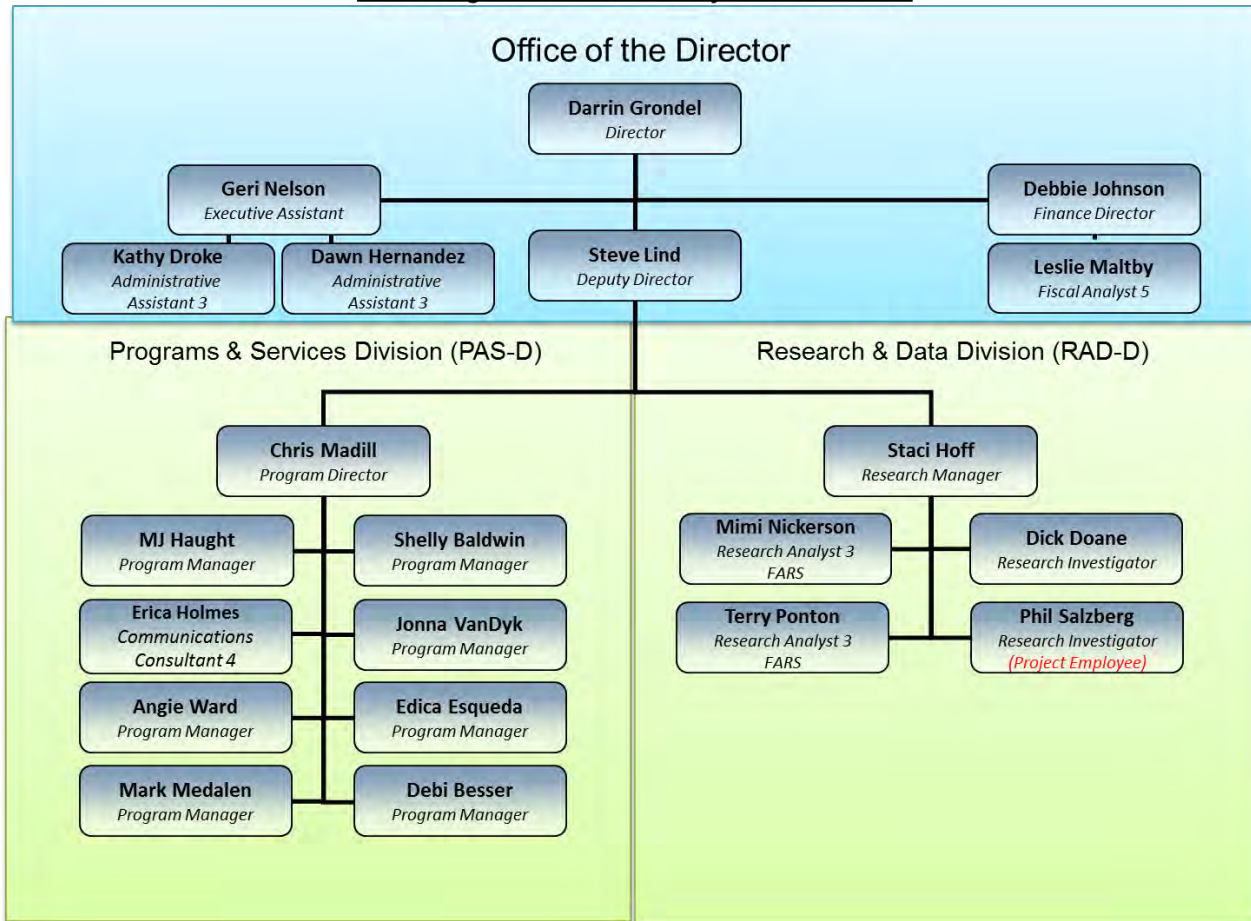 Office of the Director
Darrin Grondel
Director
Geri Nelson
Executive Assistant
Debbie Johnson
Finance Director
Kathy Droke
Administrative
Assistant 3
Dawn Hernandez
Administrative
Assistant 3
Steve Lind
Deputy Director
Leslie Maltby
Fiscal Analyst 5
Programs & Services Division (PAS-D)
Chris Madill
Program Director
MJ Haught
Program Manager
Shelly Baldwin
Program Manager
Erica Holmes
Communications
Consultant 4
Jonna VanDyk
Program Manager
Angie Ward
Program Manager
Edica Esqueda
Program Manager
Mark Medalen
Program Manager
Debi Besser
Program Manager
Research & Data Division (RAD-D)
Staci Hoff
Research Manager
Mimi Nickerson
Research Analyst 3
FARS
Dick Doane
Research Investigator
Terry Ponton
Research Analyst 3
FARS
Phil Salzberg
Research Investigator
(Project Employee)